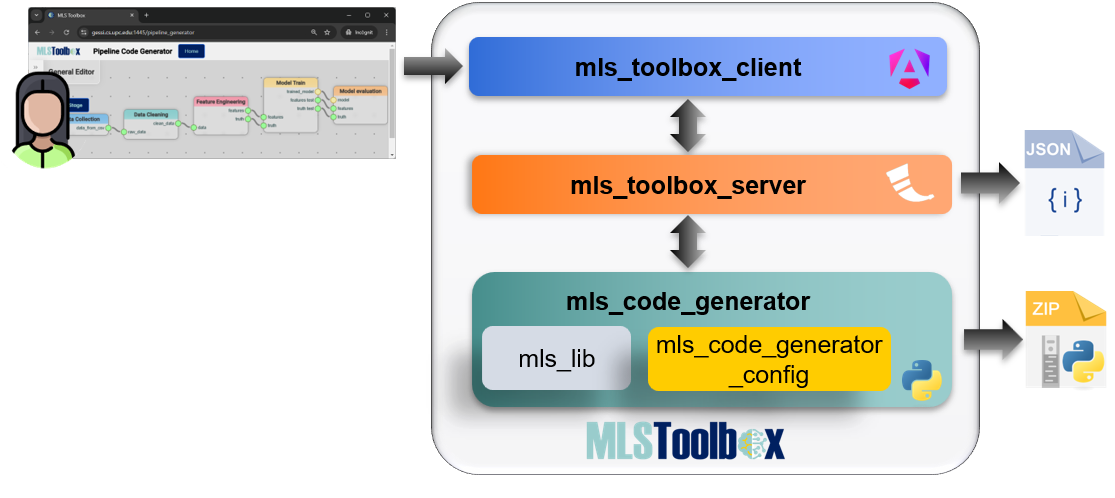 MLS Toolbox
gessi.cs.upc.edu:1445/pipeline_generator
Incògnit
MLSToolbox
Pipeline Code Generator
Home
General Editor
Stage
Data Collection
data_from_csv
Data Cleaning
clean_data
raw_data
Feature Engineering
features
truth
data
Model Train
trained_model
features test
truth test
features
truth
Model evaluation
model
features
truth
mls_toolbox_client
mls_toolbox_server
JSON
{ i }
mls_code_generator
mls_lib
mls_code_generator
_config
ZIP
MLSToolbox